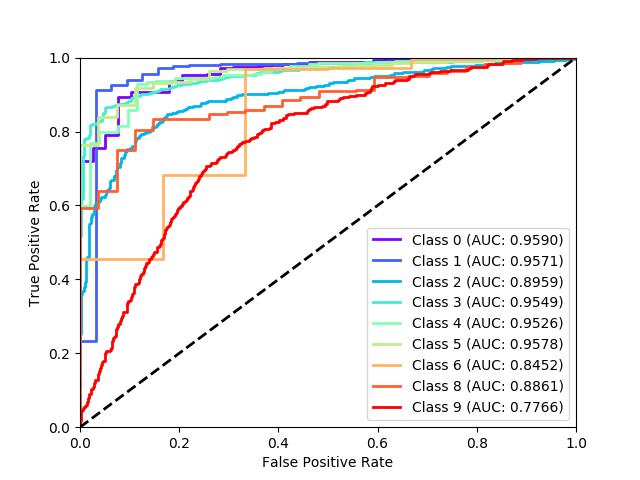 1.0
0.8
0.6
0.4
0.2
0.0
True Positive Rate
Class 0 (AUC: 0.9590)
Class 1 (AUC: 0.9571)
Class 2 (AUC: 0.8959)
Class 3 (AUC: 0.9549)
Class 4 (AUC: 0.9526)
Class 5 (AUC: 0.9578)
Class 6 (AUC: 0.8452)
Class 8 (AUC: 0.8861)
Class 9 (AUC: 0.7766)
0.0 0.2 0.4 0.6 0.8 1.0
False Positive Rate